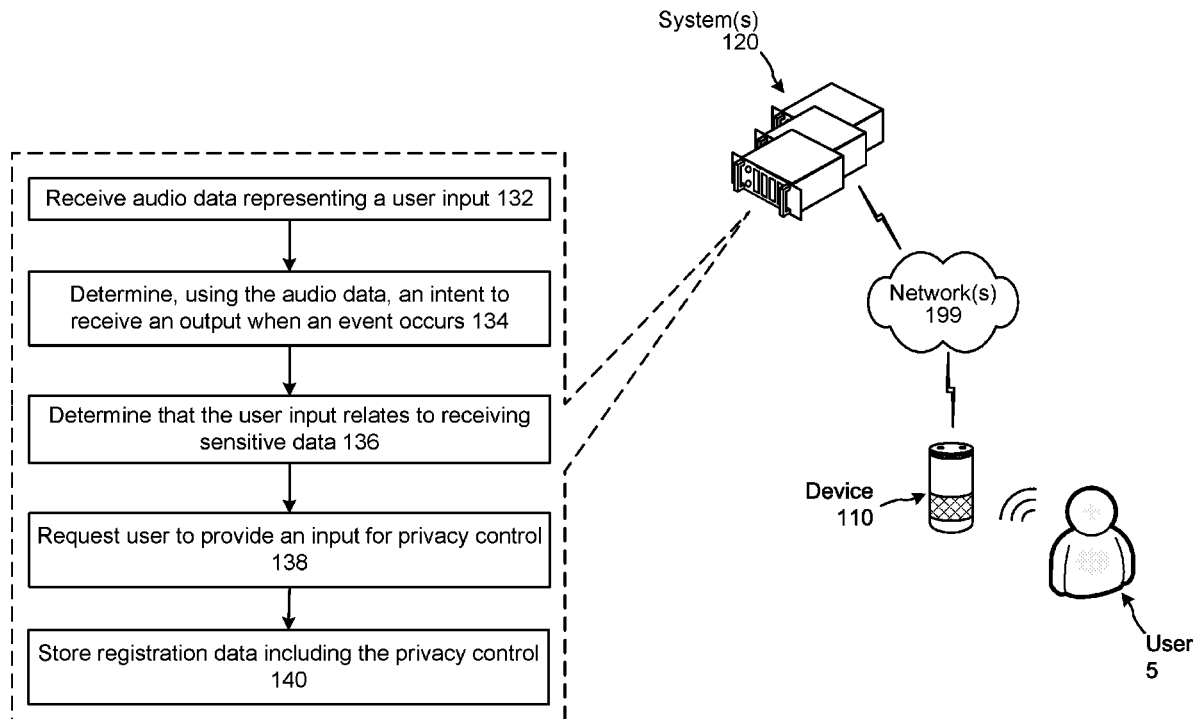 System(s)
120
Receive audio data representing a user input 132
Determine, using the audio data, an intent to
receive an output when an event occurs 134
Determine that the user input relates to receiving
sensitive data 136
Request user to provide an input for privacy control
138
Store registration data including the privacy control
140
Network(s)
199
Device
110
User
5